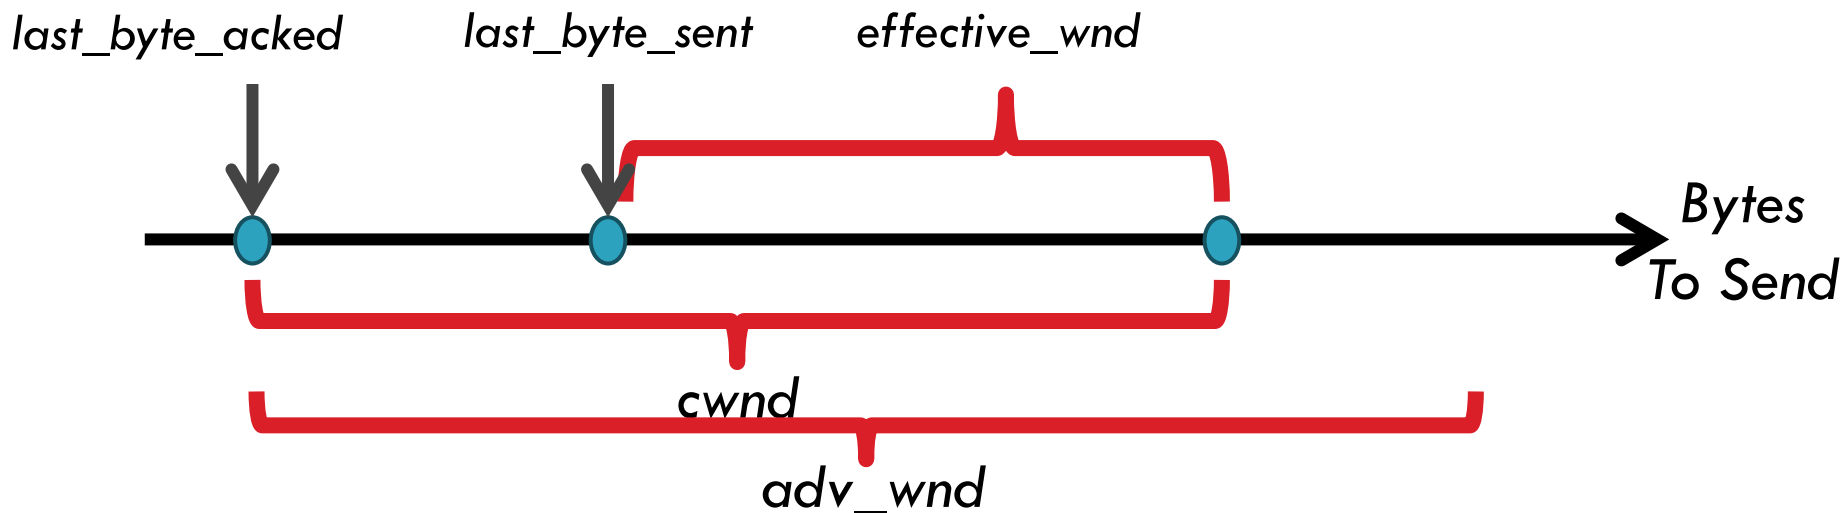 last_byte_acked
last_byte_sent
effective_wnd
Bytes
To Send
cwnd
adv_wnd